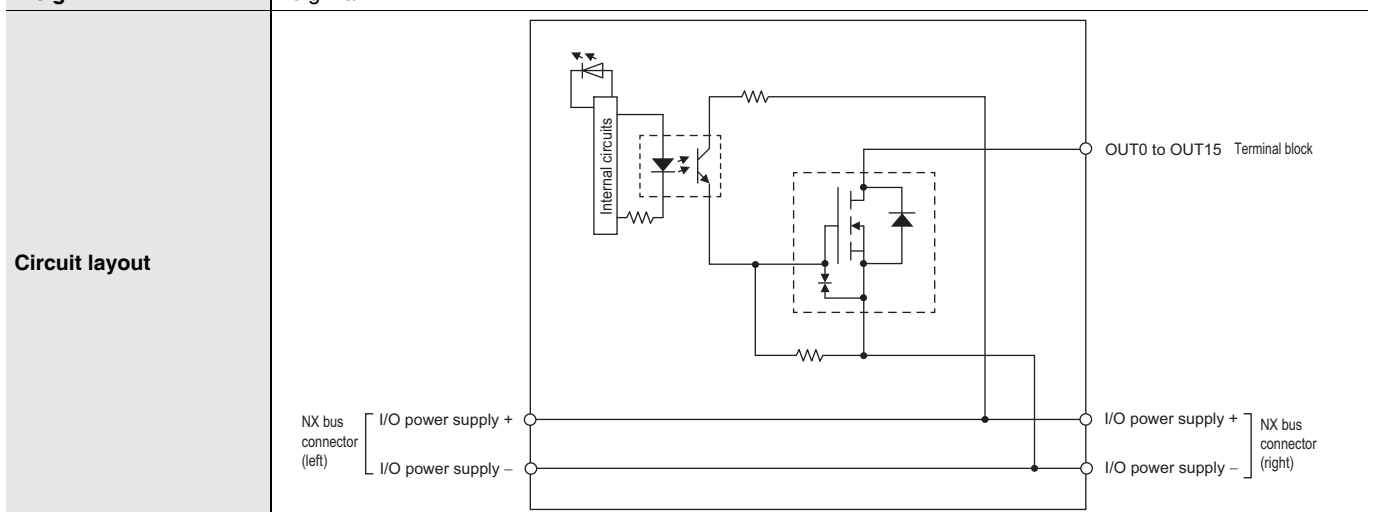 Circuit layout
Internal circuits
OUT0 to OUT15 Terminal block
NX bus
connector
(left)
I/O power supply +
I/O power supply –
I/O power supply +
I/O power supply –
NX bus
connector
(right)